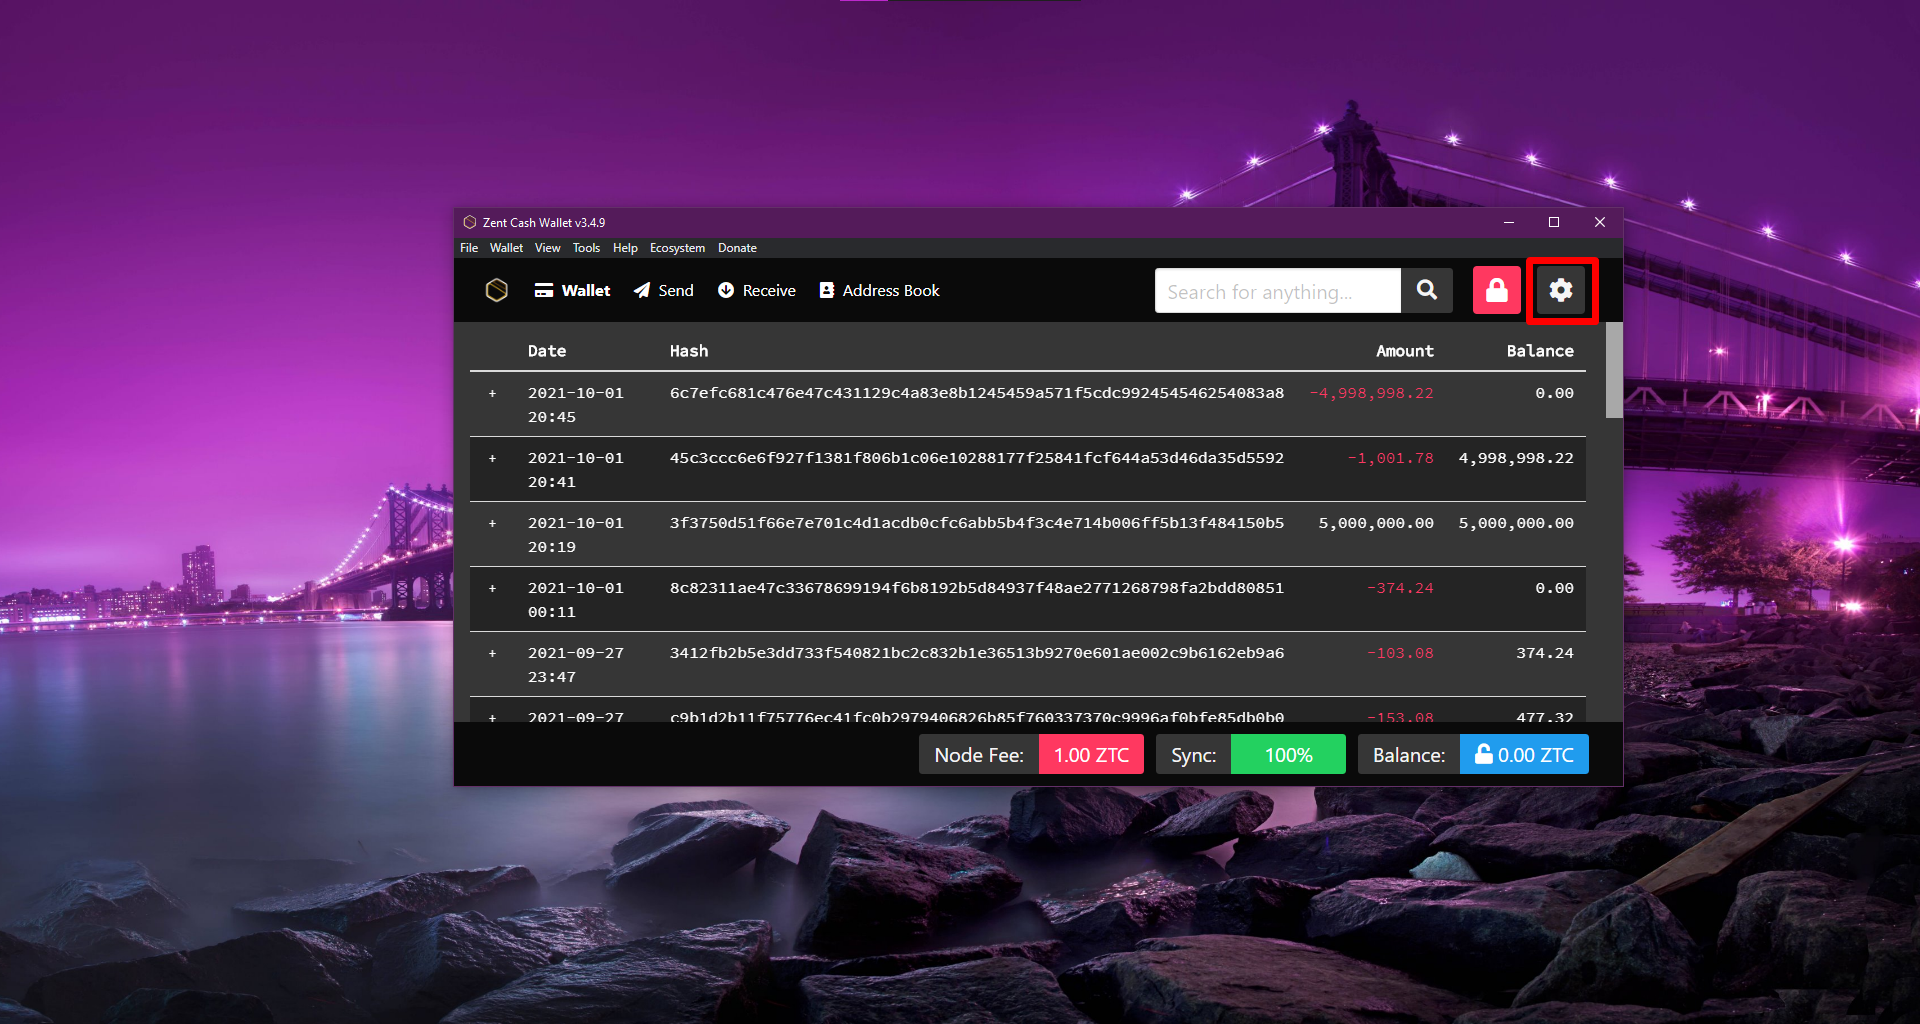 Zent Cash Wallet v3.4.9
File Wallet View Tools Help Ecosystem Donate
Wallet Send Receive Address Book Search for anything...
Date Hash Amount Balance
+ 2021-10-01 6c7efc681c476e47c431129c4a83e8b1245459a571f5cdc992454546254083a8 -4,998,998.22 0.00
20:45
+ 2021-10-01 45c3ccc6e6f927f1381f806b1c06e10288177f25841fcf644a53d46da35d5592 -1,001.78 4,998,998.22
20:41
+ 2021-10-01 3f3750d51f66e7e701c4d1acdb0cfc6abb5b4f3c4e714b006ff5b13f484150b5 5,000,000.00 5,000,000.00
20:19
+ 2021-10-01 8c82311ae47c33678699194f6b8192b5d84937f48ae2771268798fa2bdd80851 -374.24 0.00
00:11
+ 2021-09-27 3412fb2b5e3dd733f540821bc2c832b1e36513b9270e601ae002c9b6162eb9a6 -103.08 374.24
23:47
+ 2021-09-27 c9b1d2b11f75776ec41fc0b2979406826b85f760337370c9996af0bfe85db0b0 -153.08 477.32
Node Fee: 1.00 ZTC Sync: 100% Balance: 0.00 ZTC